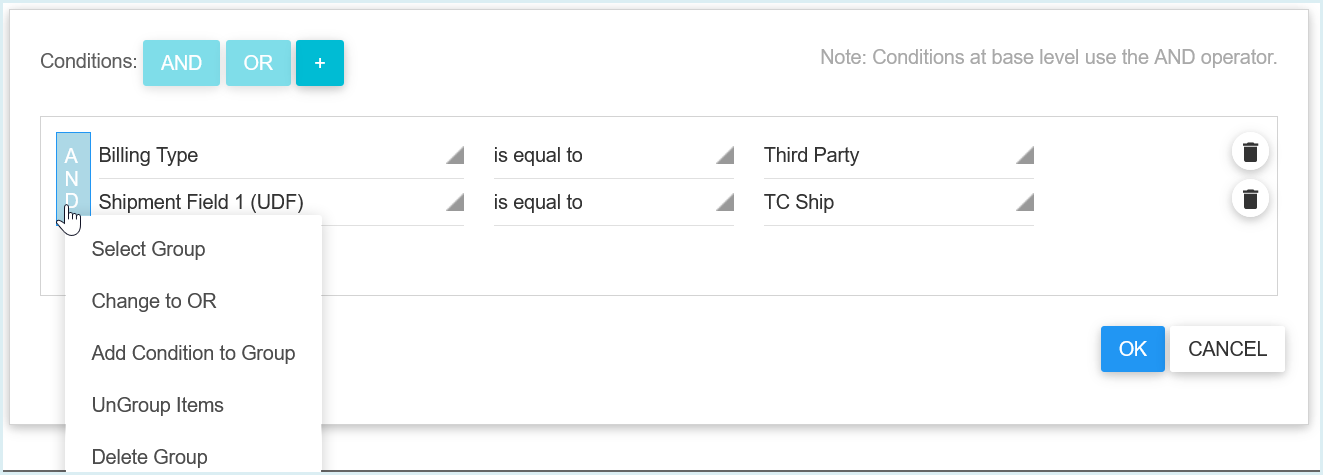 Conditions: AND OR + Note: Conditions at base level use the AND operator.
AND
Billing Type is equal to Third Party
Shipment Field 1 (UDF) is equal to TC Ship
Select Group
Change to OR
Add Condition to Group
UnGroup Items
Delete Group
OK CANCEL